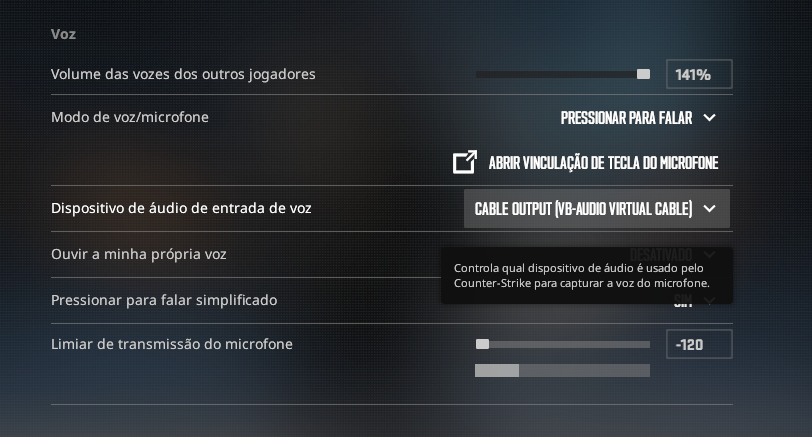 Voz
Volume das vozes dos outros jogadores
141%
Modo de voz/microfone
PRESSIONAR PARA FALAR
ABRIR VINCULAÇÃO DE TECLA DO MICROFONE
Dispositivo de áudio de entrada de voz
CABLE OUTPUT (VB-AUDIO VIRTUAL CABLE)
Ouvir a minha própria voz
DESATIVADO
Controla qual dispositivo de áudio é usado pelo
Counter-Strike para capturar a voz do microfone.
Pressionar para falar simplificado
SIM
Limiar de transmissão do microfone
-120